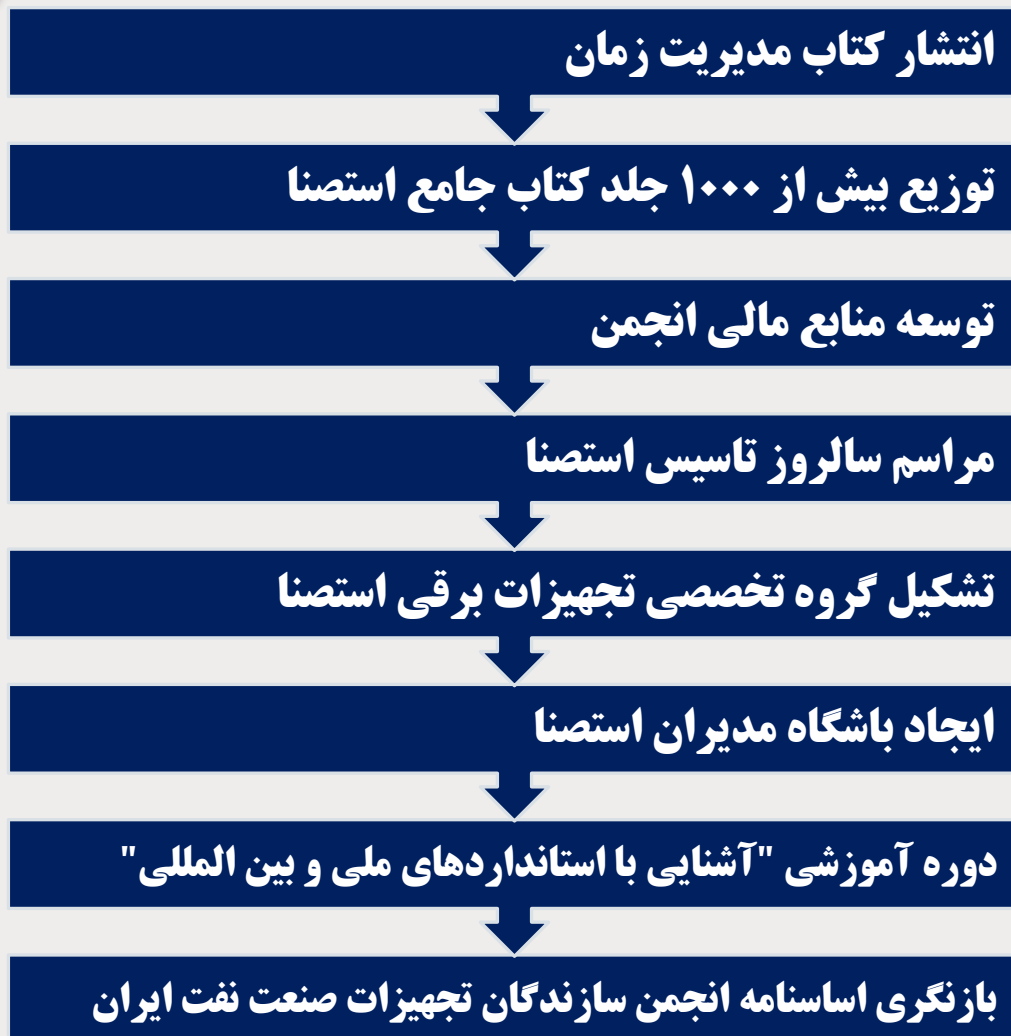 انتشار کتاب مدیریت زمان
توزیع بیش از ۱۰۰۰ جلد کتاب جامع استصنا
توسعه منابع مالی انجمن
مراسم سالروز تاسیس استصنا
تشکیل گروه تخصصی تجهیزات برقی استصنا
ایجاد باشگاه مدیران استصنا
دوره آموزشی "آشنایی با استانداردهای ملی و بین المللی"
بازنگری اساسنامه انجمن سازندگان تجهیزات صنعت نفت ایران